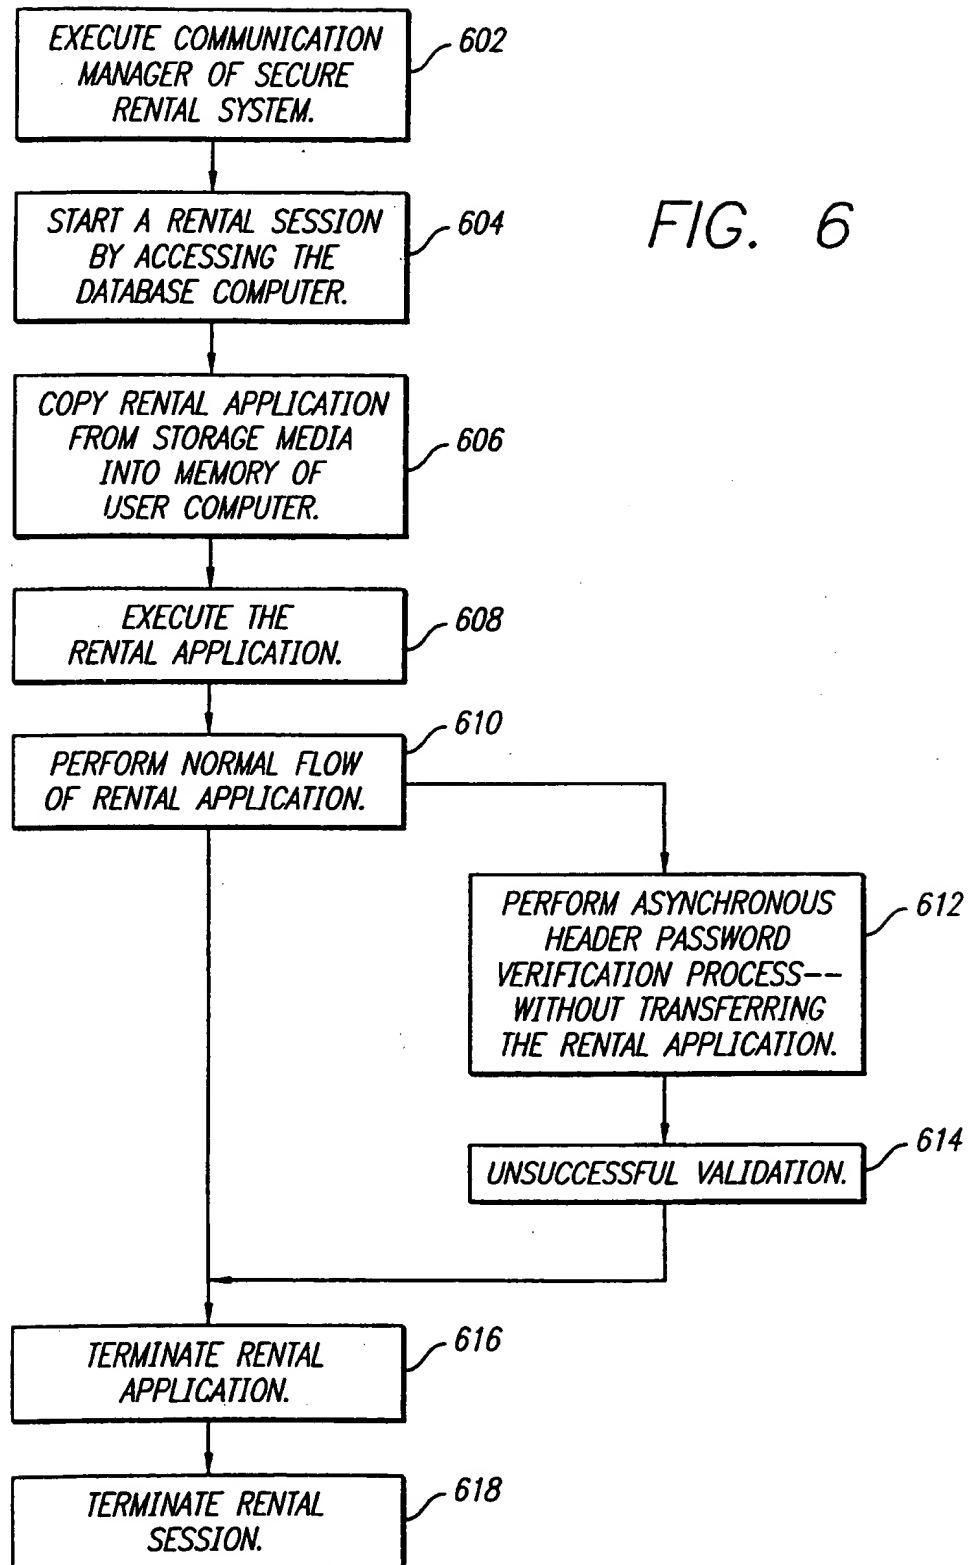 EXECUTE COMMUNICATION
MANAGER OF SECURE
RENTAL SYSTEM.
602
START A RENTAL SESSION
BY ACCESSING THE
DATABASE COMPUTER.
604
FIG. 6
COPY RENTAL APPLICATION
FROM STORAGE MEDIA
INTO MEMORY OF
USER COMPUTER.
606
EXECUTE THE
RENTAL APPLICATION.
608
PERFORM NORMAL FLOW
OF RENTAL APPLICATION.
610
PERFORM ASYNCHRONOUS
HEADER PASSWORD
VERIFICATION PROCESS--
WITHOUT TRANSFERRING
THE RENTAL APPLICATION.
612
UNSUCCESSFUL VALIDATION.
614
TERMINATE RENTAL
APPLICATION.
616
TERMINATE RENTAL
SESSION.
618